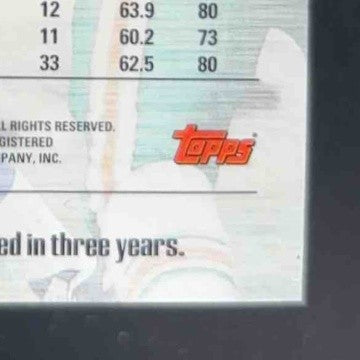 12 63.9 80
11 60.2 73
33 62.5 80
L RIGHTS RESERVED.
GISTERED
PANY, INC.
TOPPS
ed in three years.